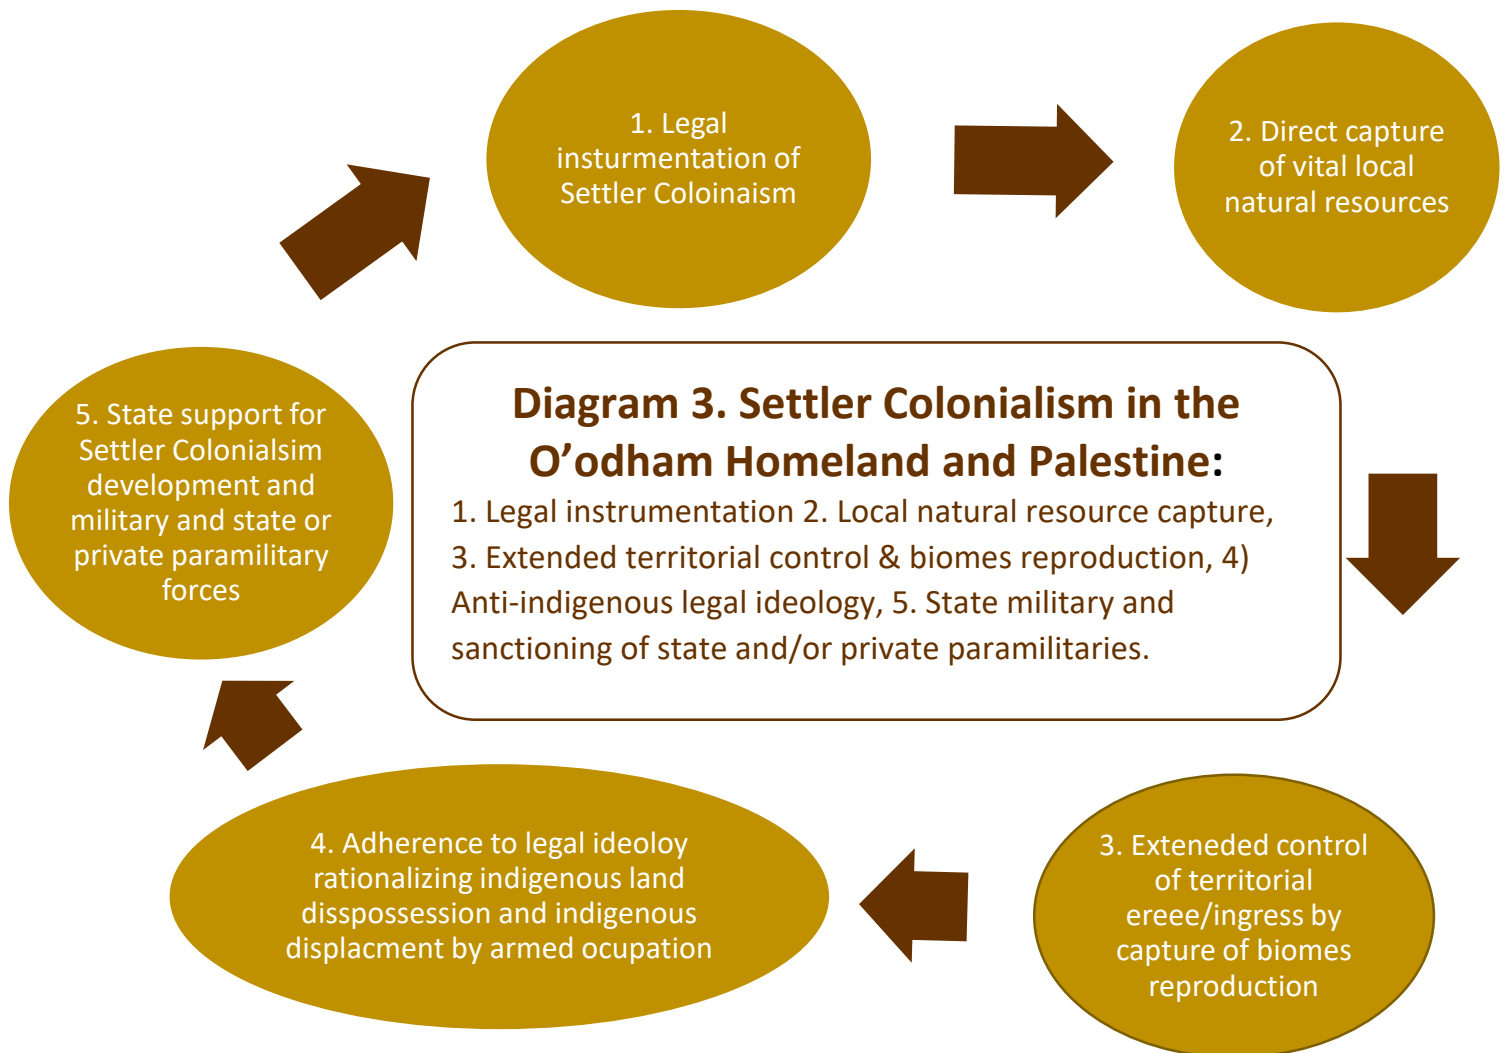 1. Legal
insturmentation of
Settler Coloinaism
2. Direct capture
of vital local
natural resources
Diagram 3. Settler Colonialism in the
O’odham Homeland and Palestine:
1. Legal instrumentation 2. Local natural resource capture,
3. Extended territorial control & biomes reproduction, 4)
Anti-indigenous legal ideology, 5. State military and
sanctioning of state and/or private paramilitaries.
3. Exteneded control
of territorial
ereee/ingress by
capture of biomes
reproduction
4. Adherence to legal ideoloy
rationalizing indigenous land
disspossession and indigenous
displacment by armed ocupation
5. State support for
Settler Colonialsim
development and
military and state or
private paramilitary
forces